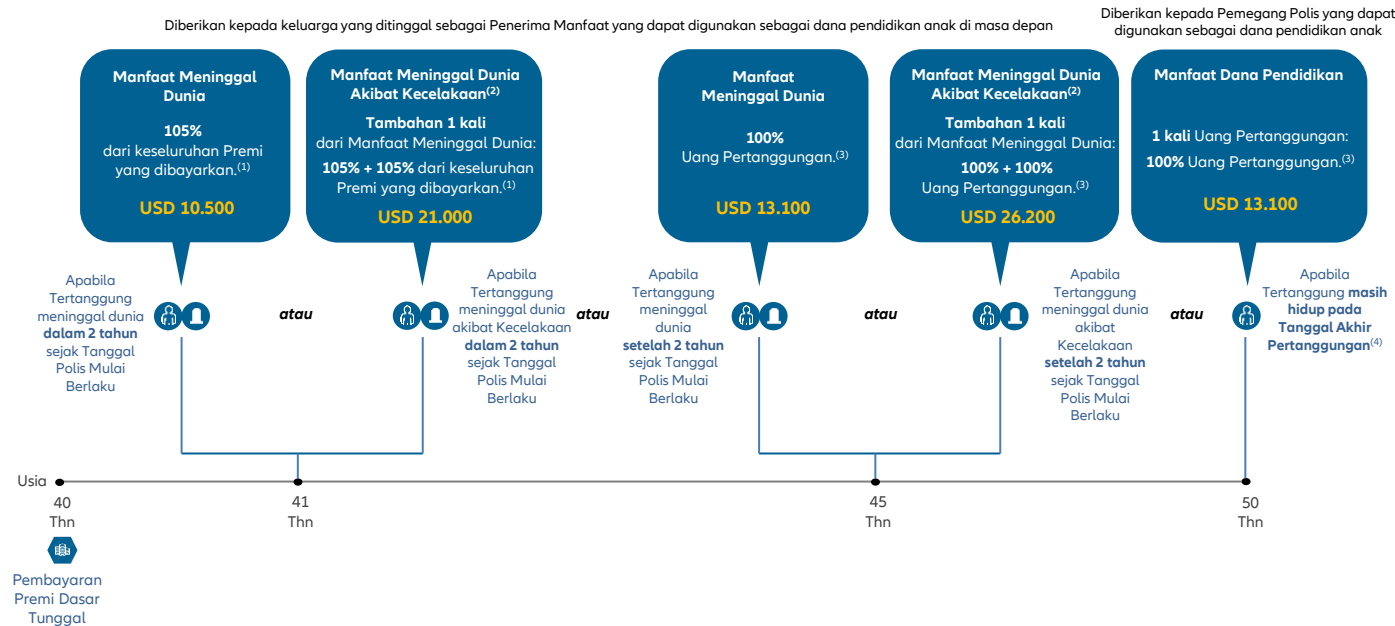 Diberikan kepada keluarga yang ditinggal sebagai Penerima Manfaat yang dapat digunakan sebagai dana pendidikan anak di masa depan
Diberikan kepada Pemegang Polis yang dapat
digunakan sebagai dana pendidikan anak
Manfaat Meninggal
Dunia
105%
dari keseluruhan Premi
yang dibayarkan.(1)
USD 10.500
Manfaat Meninggal Dunia
Akibat Kecelakaan(2)
Tambahan 1 kali
dari Manfaat Meninggal Dunia:
105% + 105% dari keseluruhan
Premi yang dibayarkan.(1)
USD 21.000
Manfaat
Meninggal Dunia
100%
Uang Pertanggungan.(3)
USD 13.100
Manfaat Meninggal Dunia
Akibat Kecelakaan(2)
Tambahan 1 kali
dari Manfaat Meninggal Dunia:
100% + 100%
Uang Pertanggungan.(3)
USD 26.200
Manfaat Dana Pendidikan
1 kali Uang Pertanggungan:
100% Uang Pertanggungan.(3)
USD 13.100
Apabila
Tertanggung
meninggal dunia
dalam 2 tahun
sejak Tanggal
Polis Mulai
Berlaku
atau
Apabila
Tertanggung
meninggal dunia
akibat Kecelakaan
dalam 2 tahun
sejak Tanggal
Polis Mulai
Berlaku
atau
Apabila
Tertanggung
meninggal
dunia
setelah 2 tahun
sejak Tanggal
Polis Mulai
Berlaku
atau
Apabila
Tertanggung
meninggal dunia
akibat
Kecelakaan
setelah 2 tahun
sejak Tanggal
Polis Mulai
Berlaku
atau
Apabila
Tertanggung masih
hidup pada
Tanggal Akhir
Pertanggungan(4)
Usia
40
Thn
41
Thn
45
Thn
50
Thn
Pembayaran
Premi Dasar
Tunggal